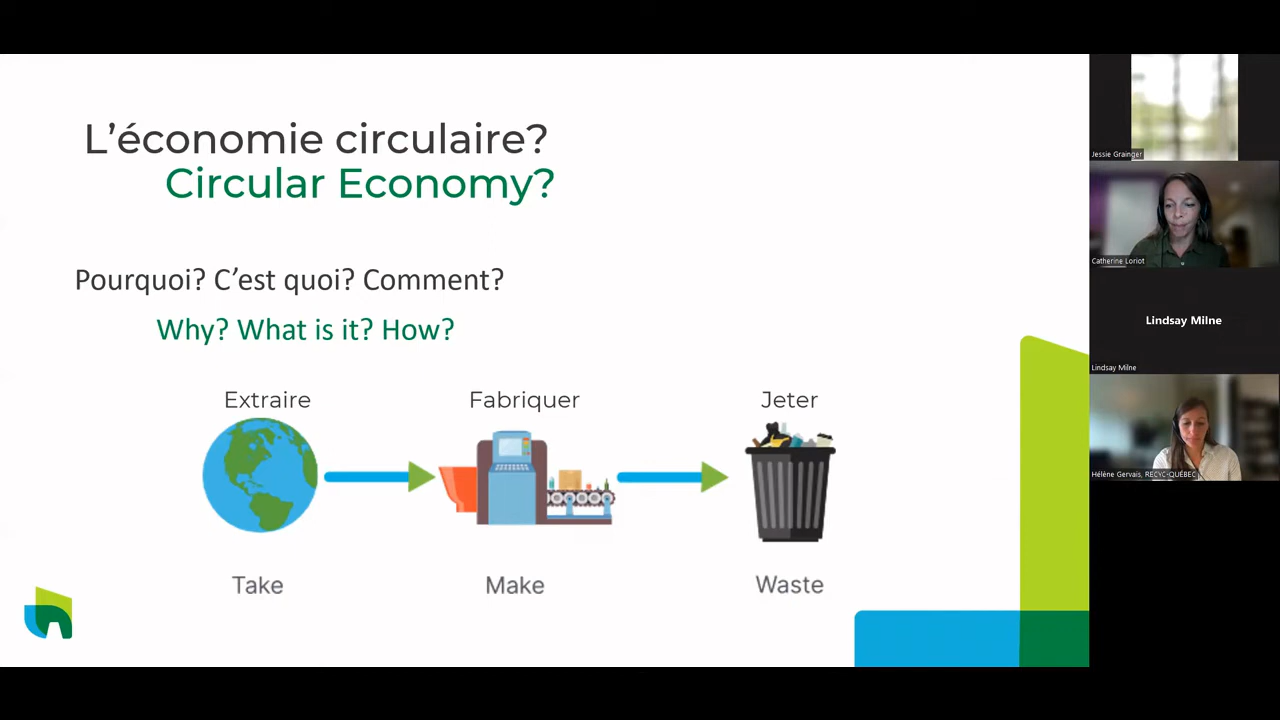 L'économie circulaire?
Circular Economy?
Pourquoi? C'est quoi? Comment?
Why? What is it? How?
Extraire
Fabriquer
Jeter
Take
Make
Waste
Jessie Grainger
Catherine Loriot
Lindsay Milne
Lindsay Milne
Hélène Gervais, RECYC-QUÉBEC